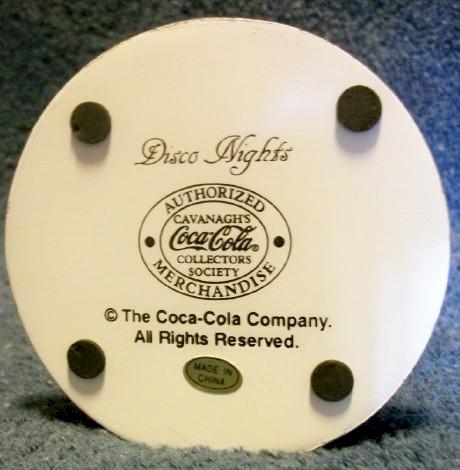 Disco Nights
AUTHORIZED
CAVANAGH'S
Coca-Cola®
COLLECTORS
SOCIETY
MERCHANDISE
© The Coca-Cola Company.
All Rights Reserved.
MADE IN
CHINA